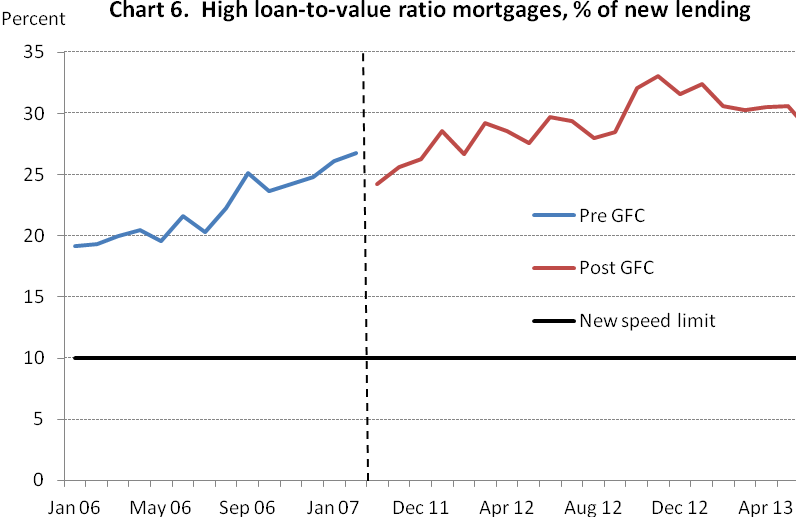 Chart 6.  High loan-to-value ratio mortgages, % of new lending
Percent
35
30
25
20
15
10
5
0
Pre GFC
Post GFC
New speed limit
Jan 06 May 06 Sep 06 Jan 07 Dec 11 Apr 12 Aug 12 Dec 12 Apr 13